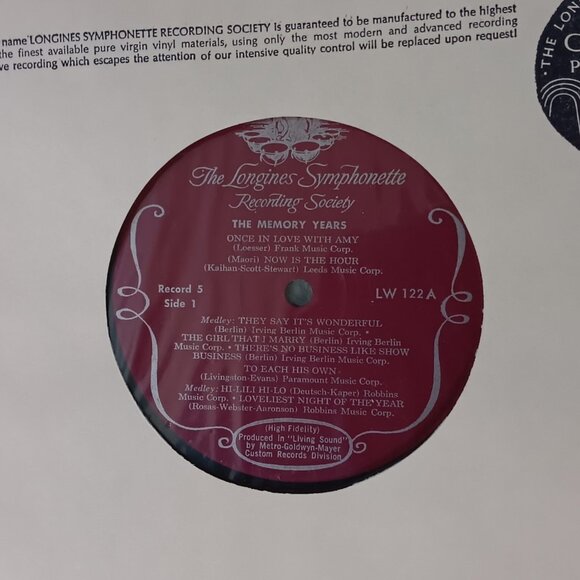 name LONGINES SYMPHONETTE RECORDING SOCIETY is guaranteed to be manufactured to the highest
the finest available pure virgin vinyl materials, using only the most modern and advanced recording
ve recording which escapes the attention of our intensive quality control will be replaced upon request!
THE LON
The Longines Symphonette
Recording Society
THE MEMORY YEARS
ONCE IN LOVE WITH AMY
(Loesser) Frank Music Corp.
(Maori) NOW IS THE HOUR
(Kaihan-Scott-Stewart) Leeds Music Corp.
Record 5
Side 1
LW 122 A
Medley: THEY SAY IT'S WONDERFUL
(Berlin) Irving Berlin Music Corp. •
THE GIRL THAT I MARRY (Berlin) Irving Berlin
Music Corp. • THERE'S NO BUSINESS LIKE SHOW
BUSINESS (Berlin) Irving Berlin Music Corp.
TO EACH HIS OWN
(Livingston-Evans) Paramount Music Corp.
Medley: HI-LILI HI-LO (Deutsch-Kaper) Robbins
Music Corp. • LOVELIEST NIGHT OF THE YEAR
(Rosas-Webster-Aaronson) Robbins Music Corp.
(High Fidelity)
Produced in "Living Sound"
by Metro-Goldwyn-Mayer
Custom Records Division